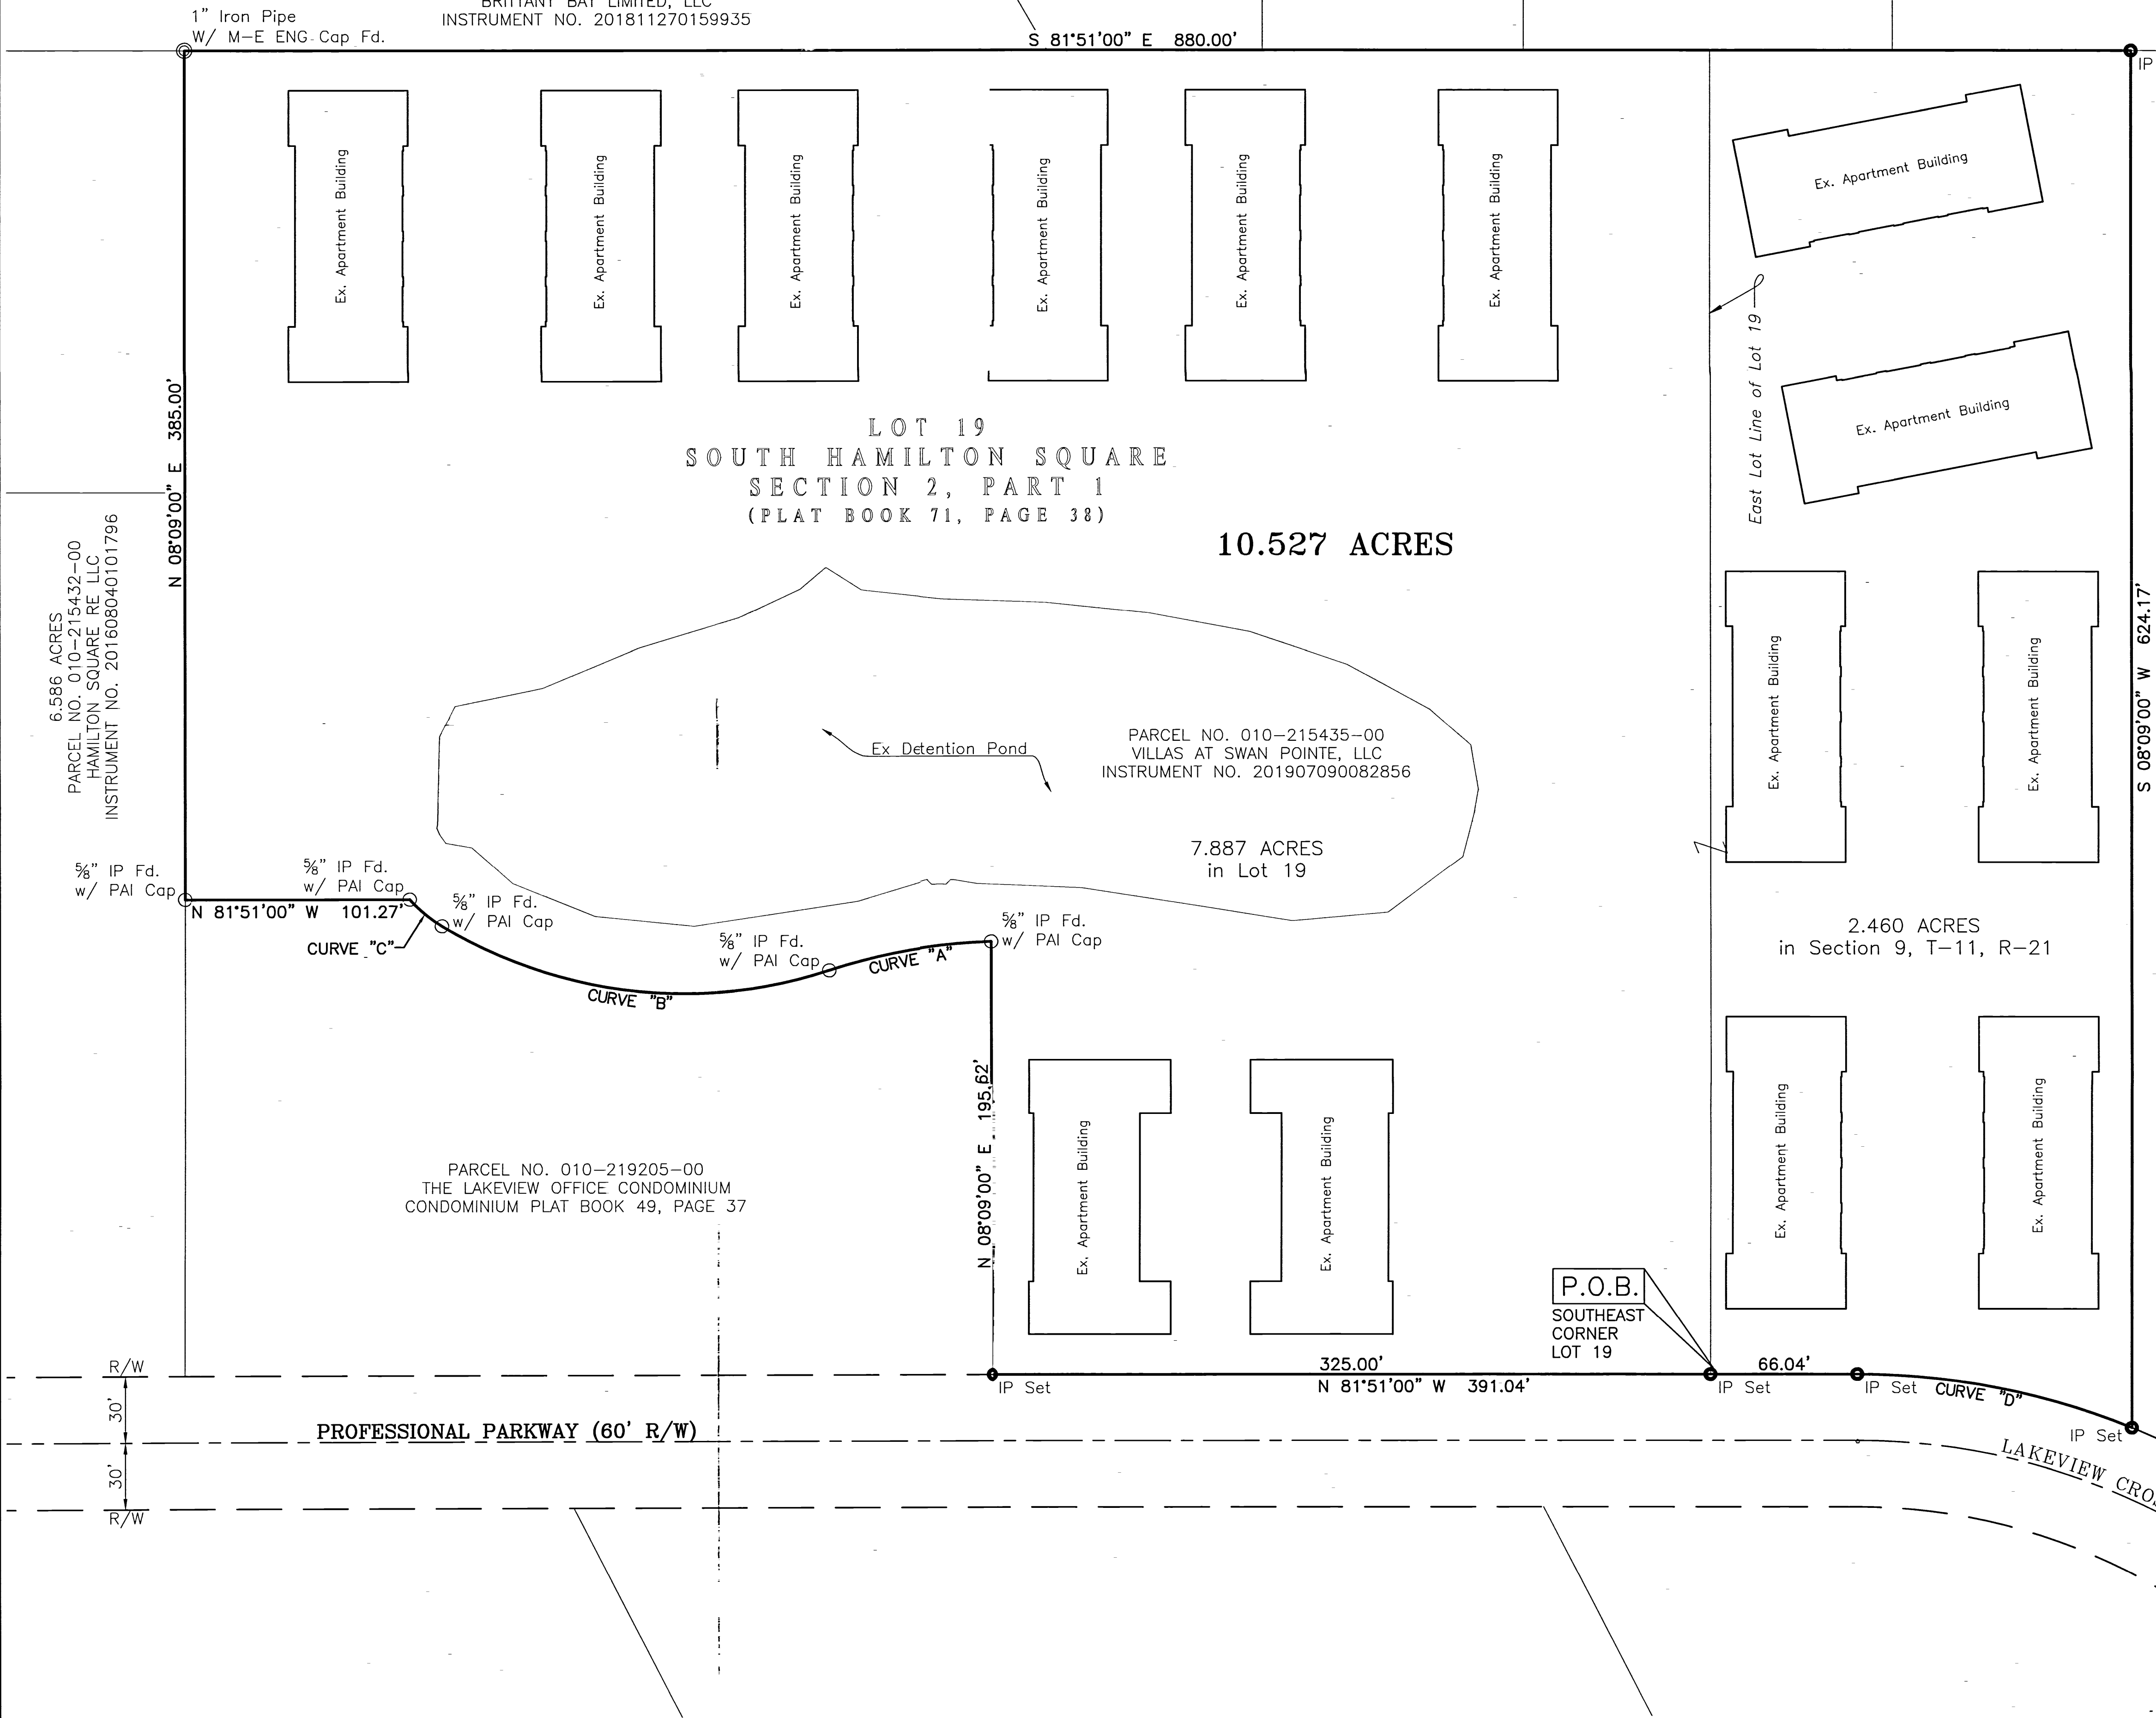 BRITTANY BAY LIMITED, LLC
INSTRUMENT NO. 201811270159935
1" Iron Pipe
W/ M-E ENG Cap Fd.
S 81°51'00" E 880.00'
IP
Ex. Apartment Building
Ex. Apartment Building
Ex. Apartment Building
Ex. Apartment Building
Ex. Apartment Building
Ex. Apartment Building
Ex. Apartment Building
Ex. Apartment Building
East Lot Line of Lot 19
N 08°09'00" E 385.00'
LOT 19
SOUTH HAMILTON SQUARE
SECTION 2, PART 1
(PLAT BOOK 71, PAGE 38)
10.527 ACRES
6.586 ACRES
PARCEL NO. 010-215432-00
HAMILTON SQUARE RE LLC
INSTRUMENT NO. 201608040101796
S 08°09'00" W 624.17'
Ex. Apartment Building
Ex. Apartment Building
Ex Detention Pond
PARCEL NO. 010-215435-00
VILLAS AT SWAN POINTE, LLC
INSTRUMENT NO. 201907090082856
7.887 ACRES
in Lot 19
⅝" IP Fd.
w/ PAI Cap
⅝" IP Fd.
w/ PAI Cap
N 81°51'00" W 101.27'
⅝" IP Fd.
w/ PAI Cap
CURVE "C"
⅝" IP Fd.
w/ PAI Cap
CURVE "A"
⅝" IP Fd.
w/ PAI Cap
CURVE "B"
2.460 ACRES
in Section 9, T-11, R-21
N 08°09'00" E 195.62'
Ex. Apartment Building
Ex. Apartment Building
Ex. Apartment Building
Ex. Apartment Building
PARCEL NO. 010-219205-00
THE LAKEVIEW OFFICE CONDOMINIUM
CONDOMINIUM PLAT BOOK 49, PAGE 37
P.O.B.
SOUTHEAST
CORNER
LOT 19
325.00'
66.04'
N 81°51'00" W 391.04'
IP Set
IP Set
IP Set
CURVE "D"
IP Set
R/W
30'
30'
R/W
PROFESSIONAL PARKWAY (60' R/W)
LAKEVIEW CRO